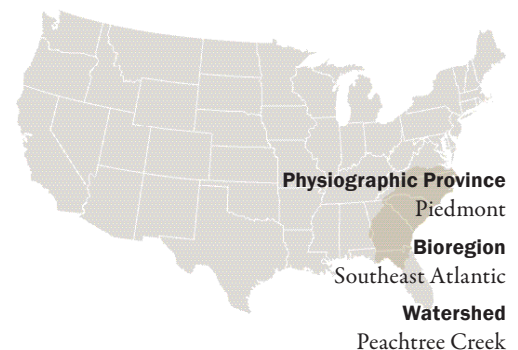 Physiographic Province
Piedmont
Bioregion
Southeast Atlantic
Watershed
Peachtree Creek